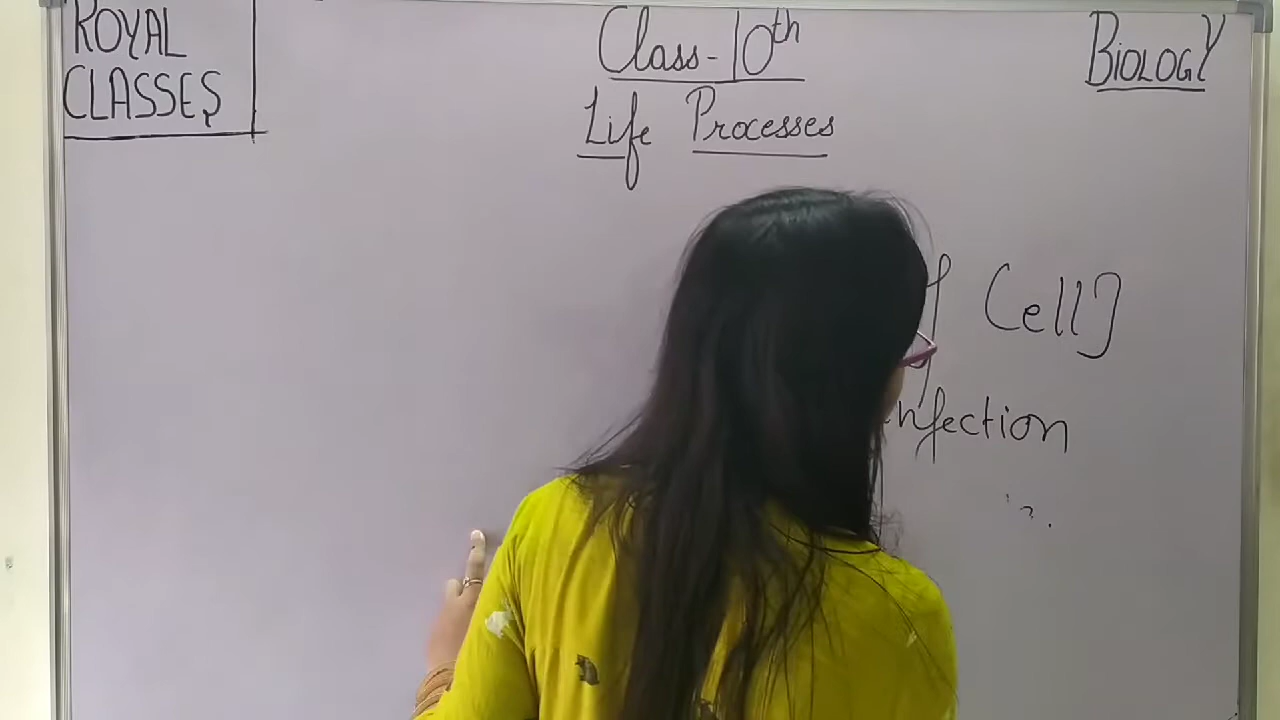 ROYAL
CLASSES
Class-10th
BIOLOGY
Life Processes
Cell]
nfection